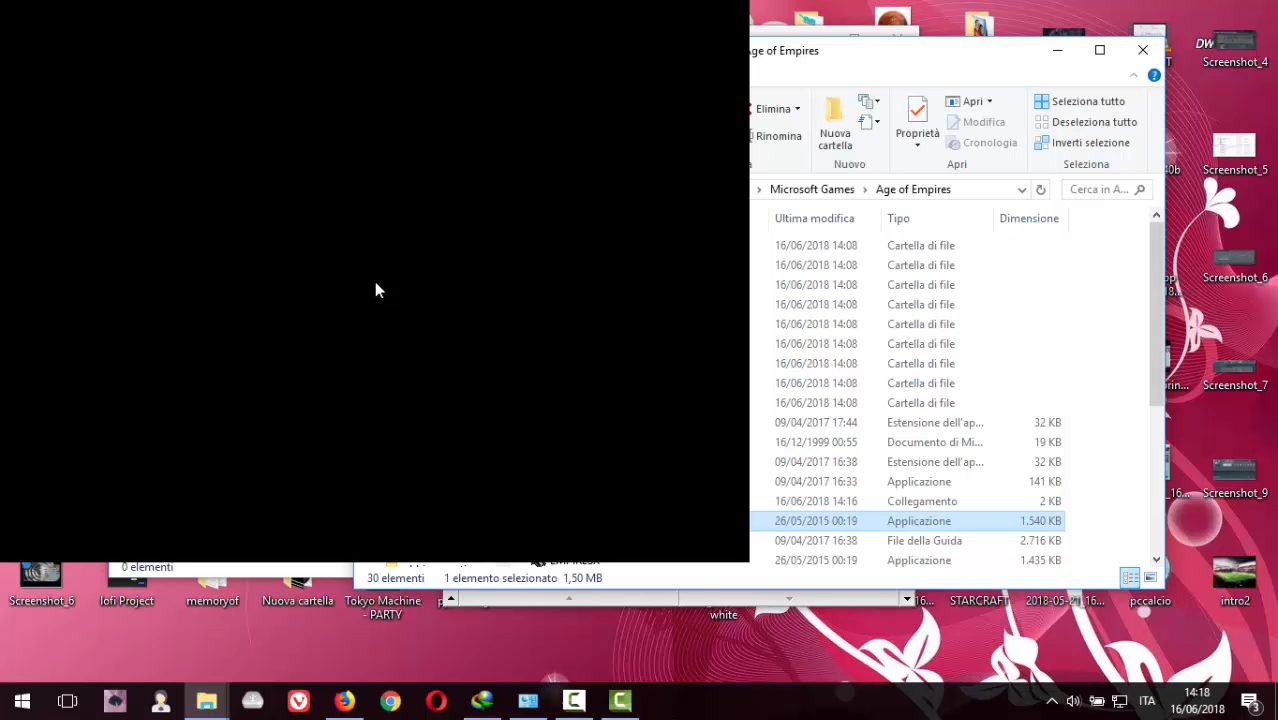 Age of Empires
Elimina
Rinomina
Nuova
cartella
Nuovo
Proprietà
Apri
Modifica
Cronologia
Apri
Seleziona tutto
Deseleziona tutto
Inverti selezione
Seleziona
Microsoft Games
Age of Empires
Cerca in A...
Ultima modifica
Tipo
Dimensione
16/06/2018 14:08 Cartella di file
16/06/2018 14:08 Cartella di file
16/06/2018 14:08 Cartella di file
16/06/2018 14:08 Cartella di file
16/06/2018 14:08 Cartella di file
16/06/2018 14:08 Cartella di file
16/06/2018 14:08 Cartella di file
16/06/2018 14:08 Cartella di file
16/06/2018 14:08 Cartella di file
09/04/2017 17:44 Estensione dell'ap... 32 KB
16/12/1999 00:55 Documento di Mi... 19 KB
09/04/2017 16:38 Estensione dell'ap... 32 KB
09/04/2017 16:33 Applicazione 141 KB
16/06/2018 14:16 Collegamento 2 KB
26/05/2015 00:19 Applicazione 1.540 KB
09/04/2017 16:38 File della Guida 2.716 KB
26/05/2015 00:19 Applicazione 1.435 KB
0 elementi
30 elementi 1 elemento selezionato 1,50 MB
Screenshot_4
Screenshot_5
Screenshot_6
Screenshot_7
Screenshot_9
Screenshot_6
lofi Project
memoryof
Nuova cartella
Tokyo Machine
- PARTY
white
STARCRAFT
2018-05-21_16...
pccalcio
intro2
ITA
14:18
16/06/2018
3